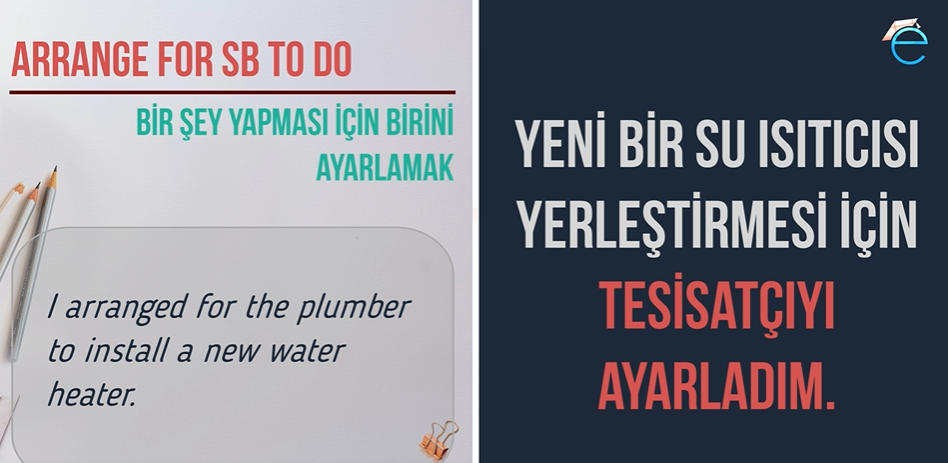 ARRANGE FOR SB TO DO
BİR ŞEY YAPMASI İÇİN BİRİNİ
AYARLAMAK
I arranged for the plumber
to install a new water
heater.
e
YENİ BİR SU ISITICISI
YERLEŞTİRMESİ İÇİN
TESİSATÇIYI
AYARLADIM.